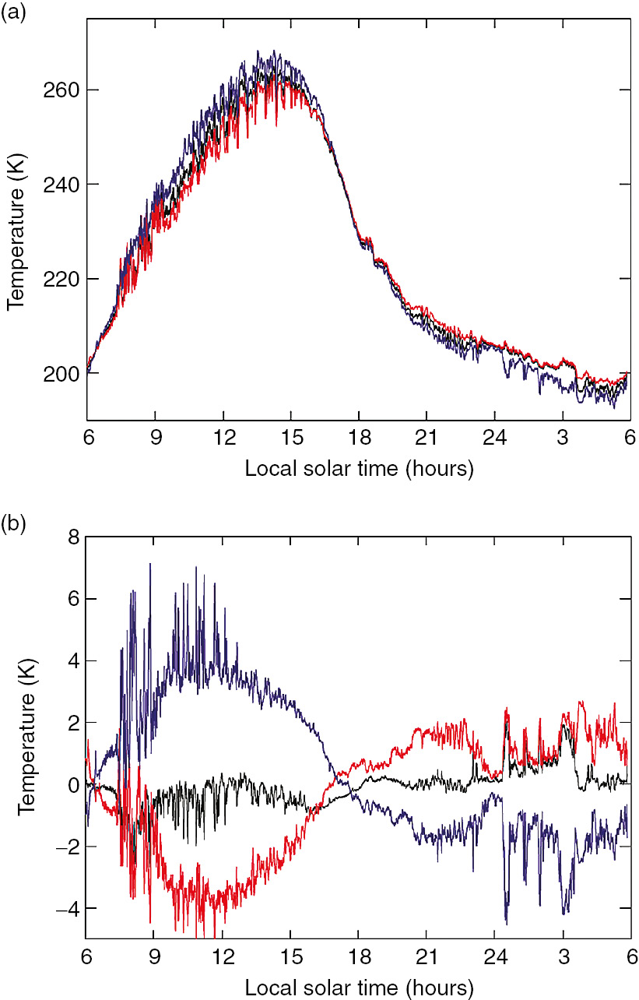 (a)
Temperature (K)
260
240
220
200
6 9 12 15 18 21 24 3 6
Local solar time (hours)
(b)
Temperature (K)
8
6
4
2
0
−2
−4
6 9 12 15 18 21 24 3 6
Local solar time (hours)